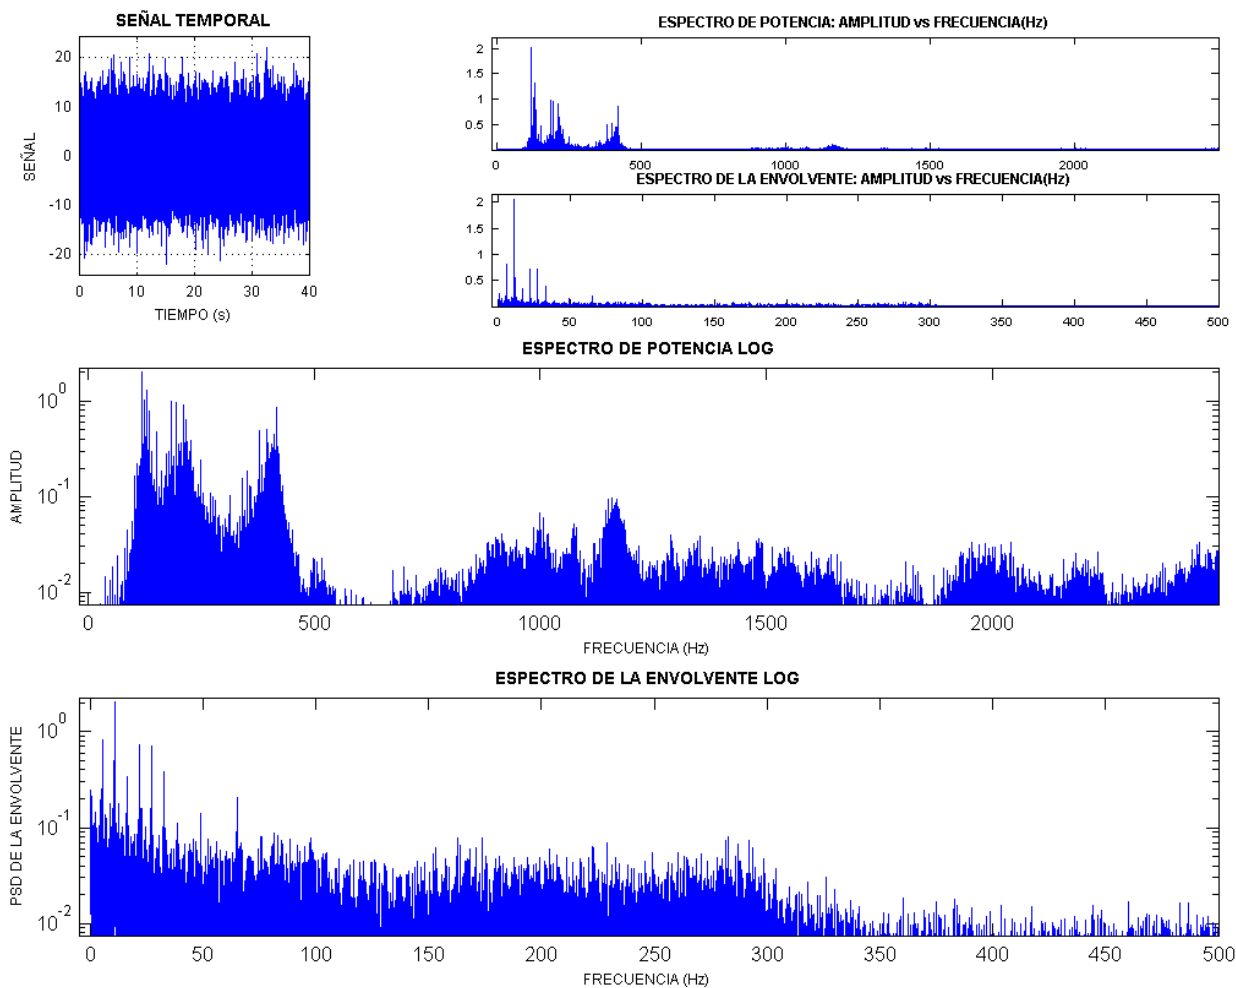 SEÑAL TEMPORAL
20
10
0
-10
-20
SEÑAL
0 10 20 30 40
TIEMPO (s)
ESPECTRO DE POTENCIA: AMPLITUD vs FRECUENCIA(Hz)
2
1.5
1
0.5
0 500 1000 1500 2000
ESPECTRO DE LA ENVOLVENTE: AMPLITUD vs FRECUENCIA(Hz)
2
1.5
1
0.5
0 50 100 150 200 250 300 350 400 450 500
ESPECTRO DE POTENCIA LOG
10^0
10^-1
10^-2
AMPLITUD
0 500 1000 1500 2000
FRECUENCIA (Hz)
ESPECTRO DE LA ENVOLVENTE LOG
10^0
10^-1
10^-2
PSD DE LA ENVOLVENTE
0 50 100 150 200 250 300 350 400 450 500
FRECUENCIA (Hz)